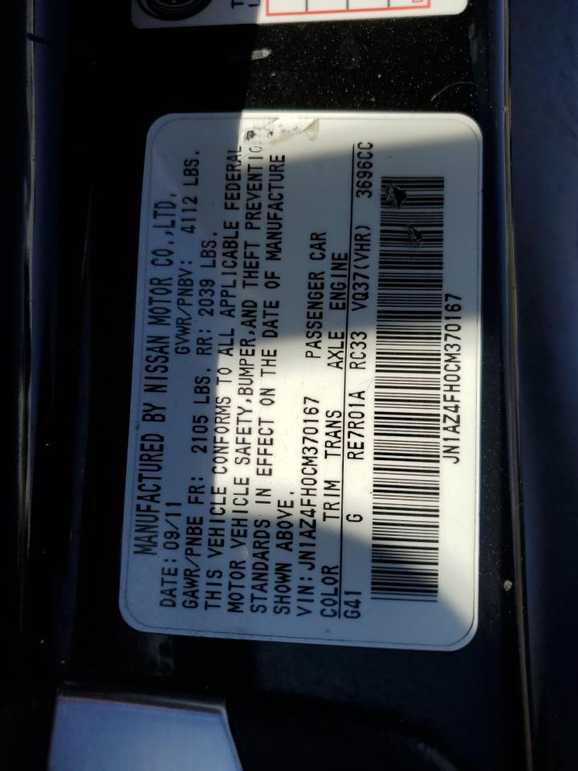 MANUFACTURED BY NISSAN MOTOR CO.,LTD.
DATE: 09/11 GVWR/PNBV: 4112 LBS.
GAWR/PNBE FR: 2105 LBS. RR: 2039 LBS.
THIS VEHICLE CONFORMS TO ALL APPLICABLE FEDERAL
MOTOR VEHICLE SAFETY,BUMPER,AND THEFT PREVENTIO
STANDARDS IN EFFECT ON THE DATE OF MANUFACTURE
SHOWN ABOVE.
VIN: JN1AZ4FH0CM370167 PASSENGER CAR
COLOR TRIM TRANS AXLE ENGINE
G41 G RE7R01A RC33 VQ37(VHR) 3696CC
JN1AZ4FH0CM370167